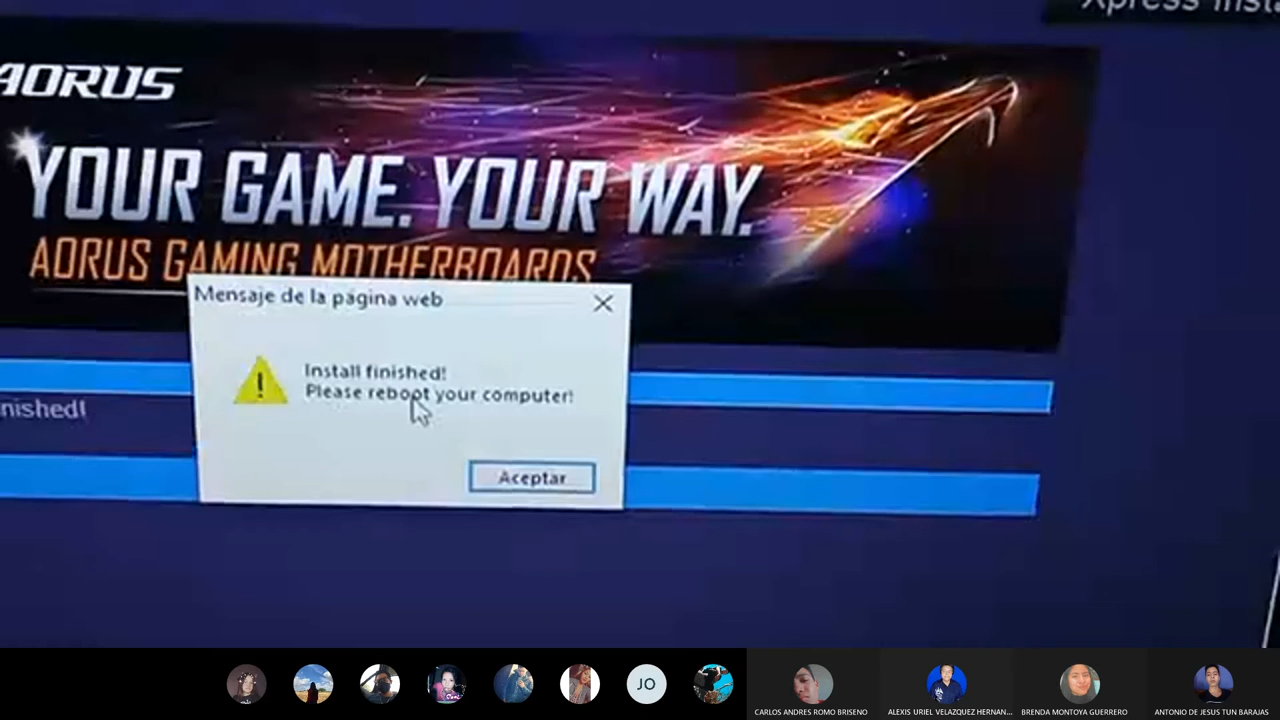 Xpress Insta
AORUS
YOUR GAME. YOUR WAY.
AORUS GAMING MOTHERBOARDS
Mensaje de la página web
Install finished!
Please reboot your computer!
nished!
Aceptar
JO
CARLOS ANDRES ROMO BRISENO
ALEXIS URIEL VELAZQUEZ HERNAN...
BRENDA MONTOYA GUERRERO
ANTONIO DE JESUS TUN BARAJAS